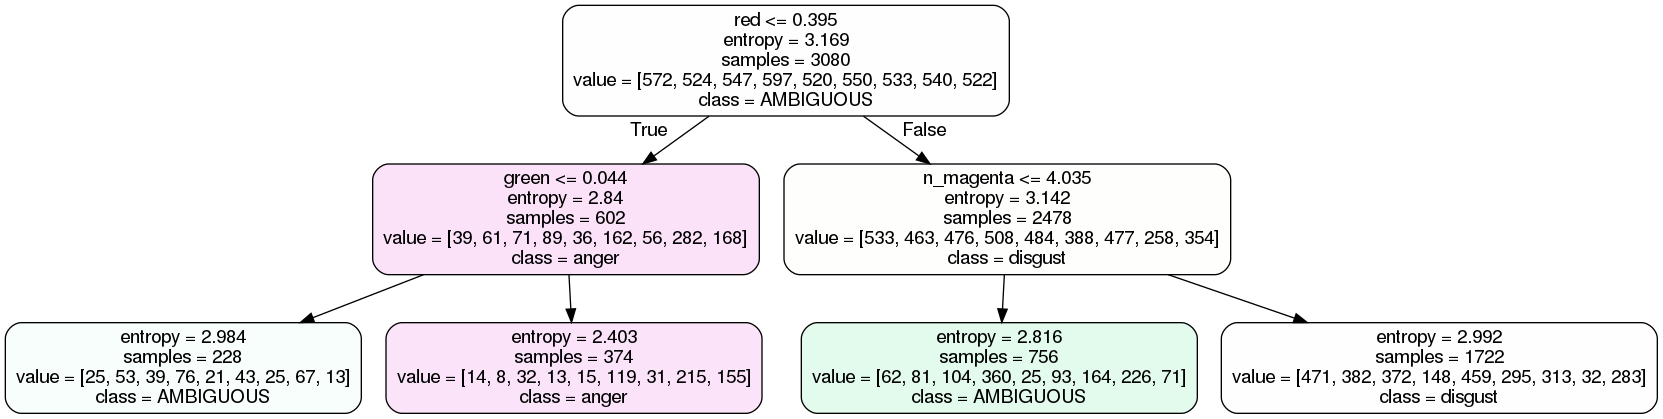 red <= 0.395
entropy = 3.169
samples = 3080
value = [572, 524, 547, 597, 520, 550, 533, 540, 522]
class = AMBIGUOUS
True
False
green <= 0.044
entropy = 2.84
samples = 602
value = [39, 61, 71, 89, 36, 162, 56, 282, 168]
class = anger
n_magenta <= 4.035
entropy = 3.142
samples = 2478
value = [533, 463, 476, 508, 484, 388, 477, 258, 354]
class = disgust
entropy = 2.984
samples = 228
value = [25, 53, 39, 76, 21, 43, 25, 67, 13]
class = AMBIGUOUS
entropy = 2.403
samples = 374
value = [14, 8, 32, 13, 15, 119, 31, 215, 155]
class = anger
entropy = 2.816
samples = 756
value = [62, 81, 104, 360, 25, 93, 164, 226, 71]
class = AMBIGUOUS
entropy = 2.992
samples = 1722
value = [471, 382, 372, 148, 459, 295, 313, 32, 283]
class = disgust